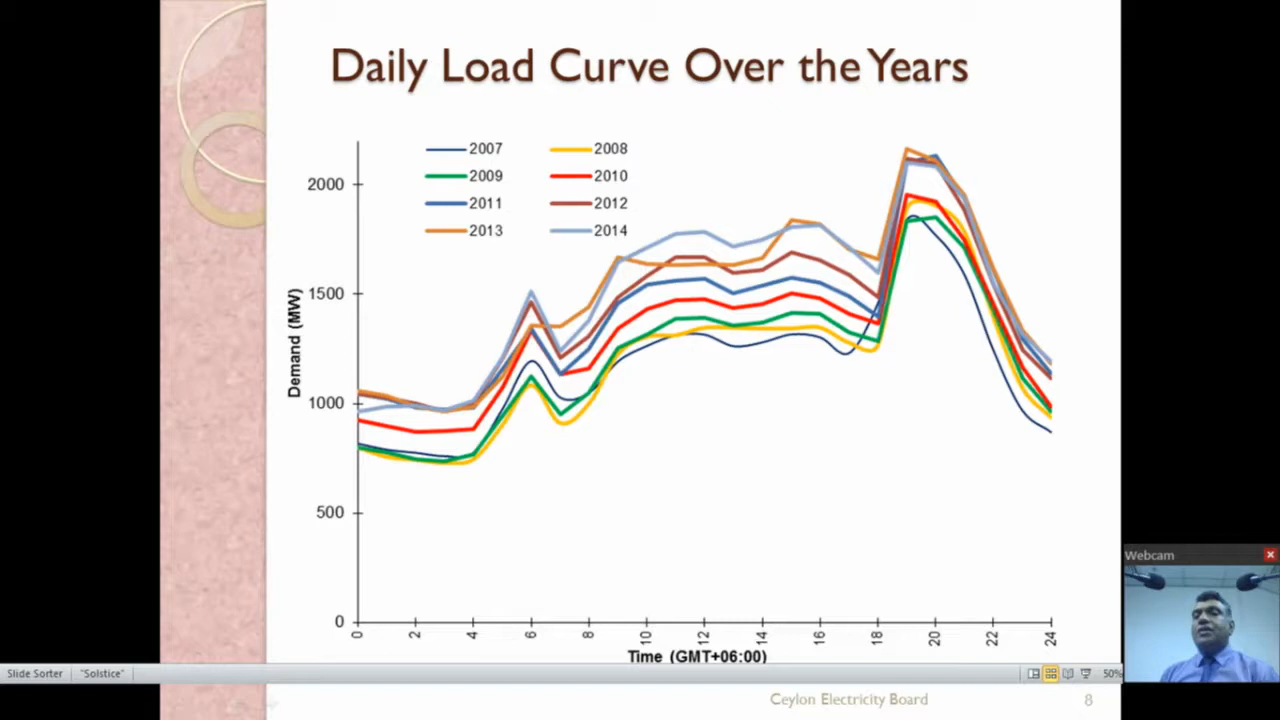 Daily Load Curve Over the Years
2007 2008
2009 2010
2011 2012
2013 2014
Demand (MW)
2000
1500
1000
500
0
0 2 4 6 8 10 12 14 16 18 20 22 24
Time (GMT+06:00)
Webcam
Slide Sorter "Solstice" 50%
Ceylon Electricity Board 8